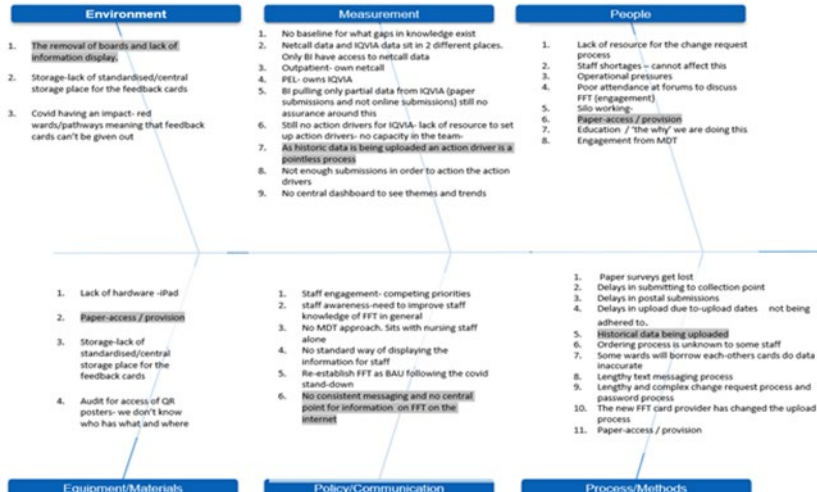 Environment
1. The removal of boards and lack of
information display.
2. Storage-lack of standardised/central
storage place for the feedback cards
3. Covid having an impact- red
wards/pathways meaning that feedback
cards can't be given out
Measurement
1. No baseline for what gaps in knowledge exist
2. Netcall data and IQVIA data sit in 2 different places.
Only BI have access to netcall data
3. Outpatient- own netcall
4. PEL- owns IQVIA
5. BI pulling only partial data from IQVIA (paper
submissions and not online submissions) still no
assurance around this
6. Still no action drivers for IQVIA- lack of resource to set
up action drivers- no capacity in the team-
7. As historic data is being uploaded an action driver is a
pointless process
8. Not enough submissions in order to action the action
drivers
9. No central dashboard to see themes and trends
People
1. Lack of resource for the change request
process
2. Staff shortages – cannot affect this
3. Operational pressures
4. Poor attendance at forums to discuss
FFT (engagement)
5. Silo working-
6. Paper-access / provision
7. Education / 'the why' we are doing this
8. Engagement from MDT
1. Lack of hardware -iPad
2. Paper-access / provision
3. Storage-lack of
standardised/central
storage place for the
feedback cards
4. Audit for access of QR
posters- we don't know
who has what and where
Equipment/Materials
1. Staff engagement- competing priorities
2. staff awareness-need to improve staff
knowledge of FFT in general
3. No MDT approach. Sits with nursing staff
alone
4. No standard way of displaying the
information for staff
5. Re-establish FFT as BAU following the covid
stand-down
6. No consistent messaging and no central
point for information on FFT on the
internet
Policy/Communication
1. Paper surveys get lost
2. Delays in submitting to collection point
3. Delays in postal submissions
4. Delays in upload due to-upload dates not being
adhered to.
5. Historical data being uploaded
6. Ordering process is unknown to some staff
7. Some wards will borrow each-others cards do data
inaccurate
8. Lengthy text messaging process
9. Lengthy and complex change request process and
password process
10. The new FFT card provider has changed the upload
process
11. Paper-access / provision
Process/Methods